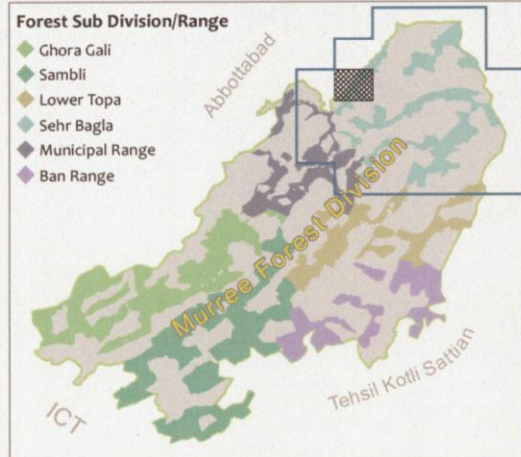 Forest Sub Division/Range
Ghora Gali
Sambli
Lower Topa
Sehr Bagla
Municipal Range
Ban Range
Abbottabad
Murree Forest Division
Tehsil Kotli Sattian
ICT